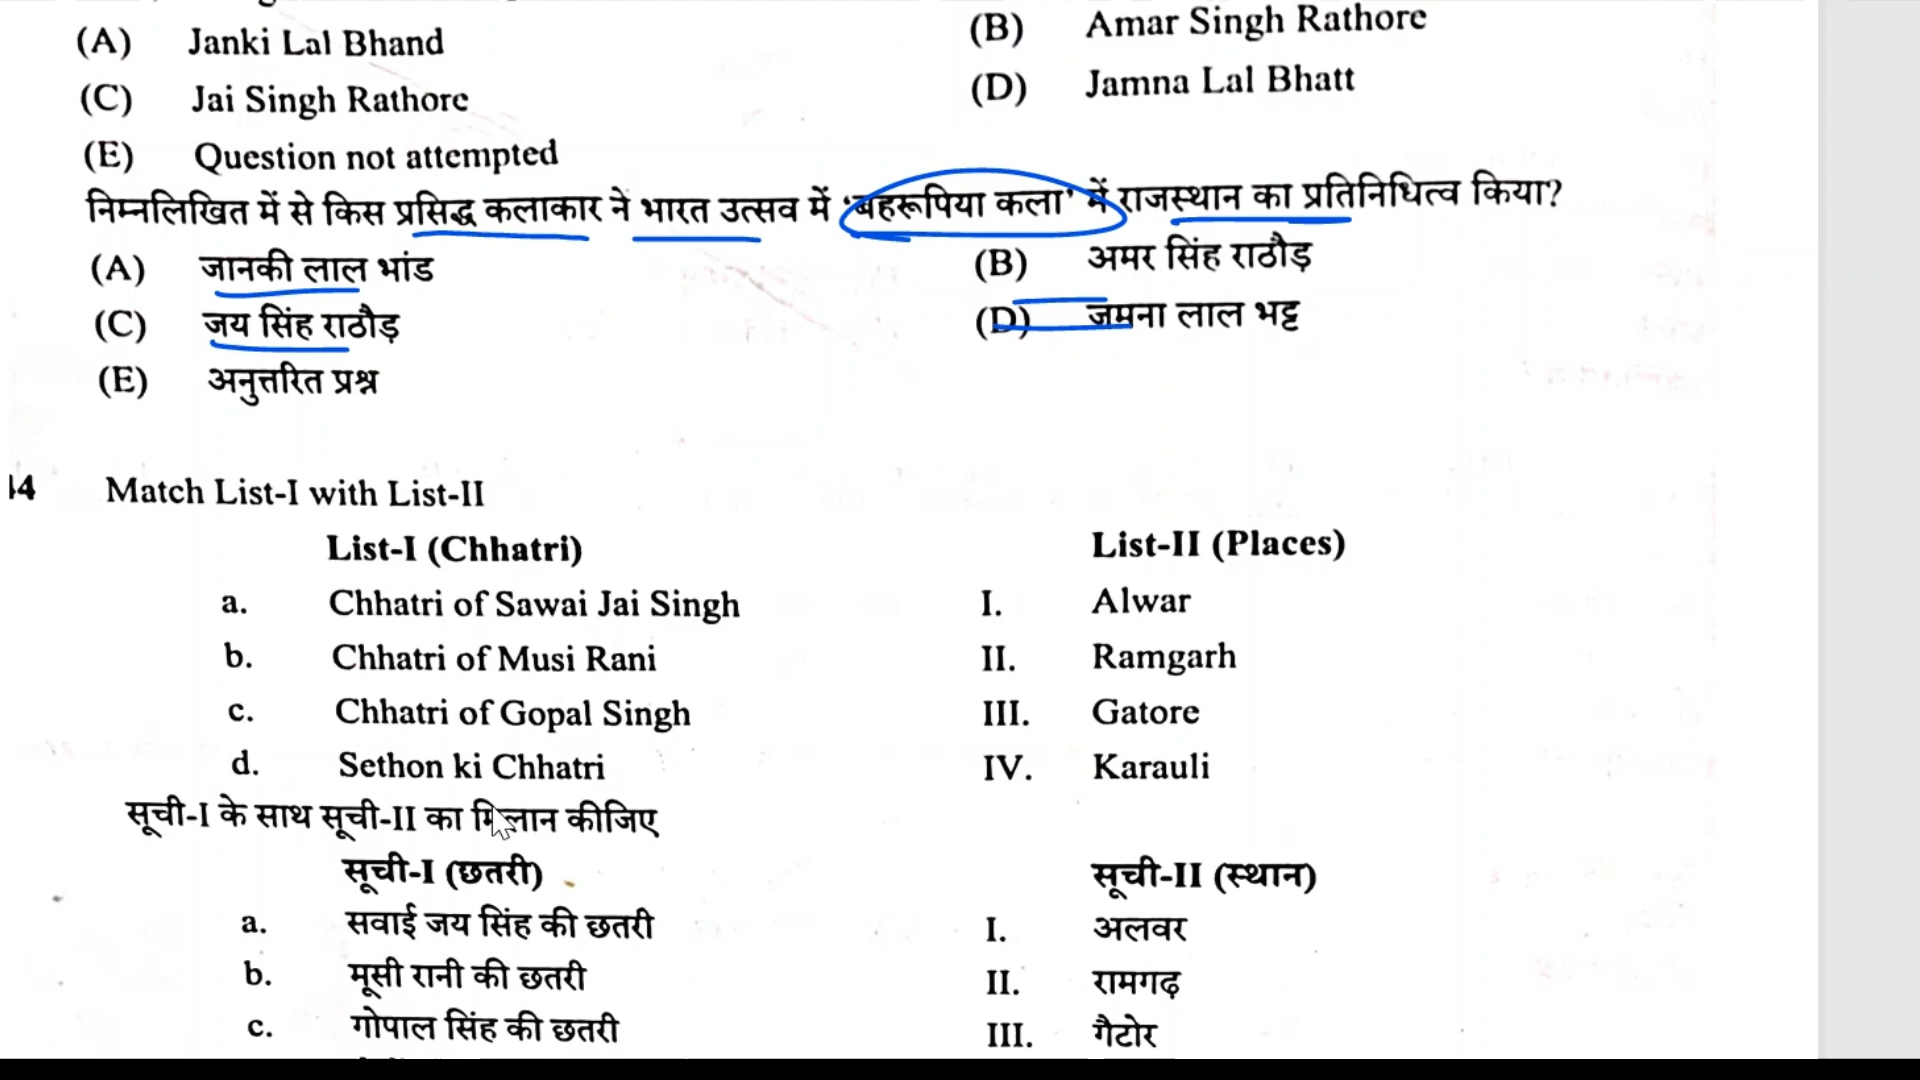 (A) Janki Lal Bhand (B) Amar Singh Rathore
(C) Jai Singh Rathore (D) Jamna Lal Bhatt
(E) Question not attempted
निम्नलिखित में से किस प्रसिद्ध कलाकार ने भारत उत्सव में 'बहरूपिया कला' में राजस्थान का प्रतिनिधित्व किया?
(A) जानकी लाल भांड (B) अमर सिंह राठौड़
(C) जय सिंह राठौड़ (D) जमना लाल भट्ट
(E) अनुत्तरित प्रश्न
14 Match List-I with List-II
List-I (Chhatri) List-II (Places)
a. Chhatri of Sawai Jai Singh I. Alwar
b. Chhatri of Musi Rani II. Ramgarh
c. Chhatri of Gopal Singh III. Gatore
d. Sethon ki Chhatri IV. Karauli
सूची-I के साथ सूची-II का मिलान कीजिए
सूची-I (छतरी) सूची-II (स्थान)
a. सवाई जय सिंह की छतरी I. अलवर
b. मूसी रानी की छतरी II. रामगढ़
c. गोपाल सिंह की छतरी III. गैटोर